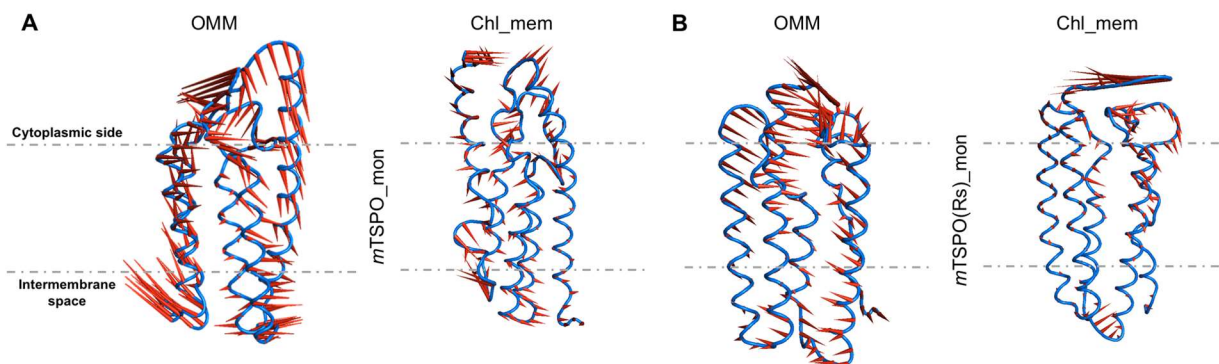 A
OMM
Chl_mem
B
OMM
Chl_mem
Cytoplasmic side
Intermembrane
space
mTSPO_mon
mTSPO(Rs)_mon